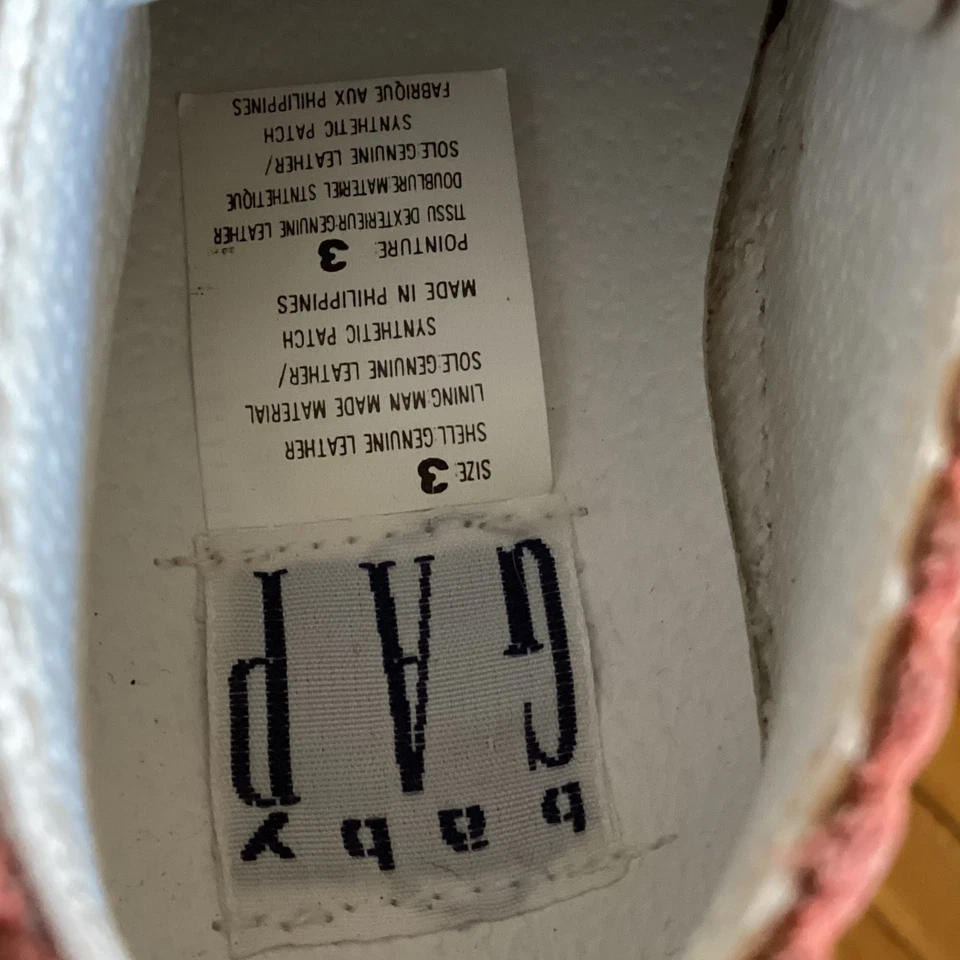 baby
GAP
SIZE: 3
SHELL:GENUINE LEATHER
LINING:MAN MADE MATERIAL
SOLE:GENUINE LEATHER/
SYNTHETIC PATCH
MADE IN PHILIPPINES
POINTURE: 3
TISSU DEXTERIEUR:GENUINE LEATHER
DOUBLURE:MATERIEL STNTHETIQUE
SOLE:GENUINE LEATHER/
SYNTHETIC PATCH
FABRIQUE AUX PHILIPPINES